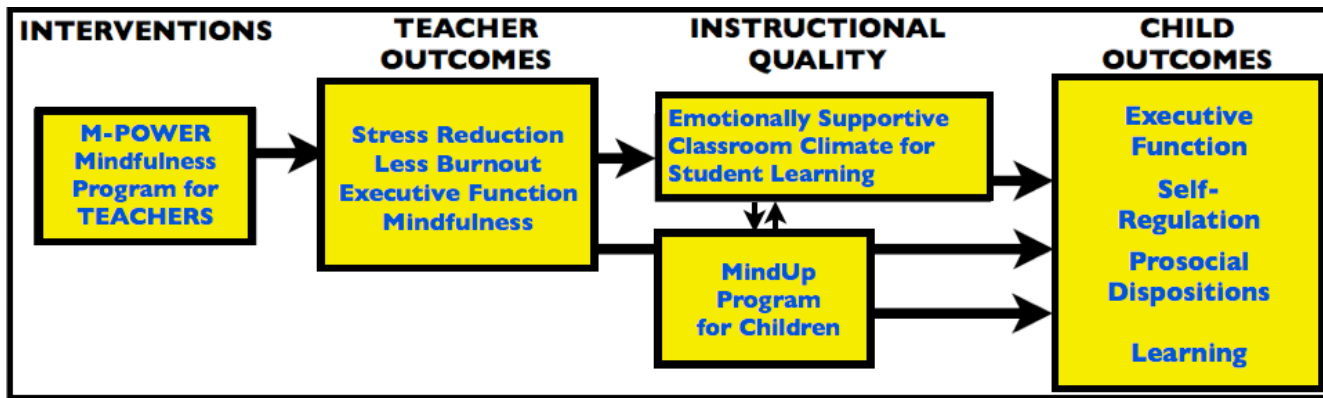 INTERVENTIONS
TEACHER
OUTCOMES
INSTRUCTIONAL
QUALITY
CHILD
OUTCOMES
M-POWER
Mindfulness
Program for
TEACHERS
Stress Reduction
Less Burnout
Executive Function
Mindfulness
Emotionally Supportive
Classroom Climate for
Student Learning
MindUp
Program
for Children
Executive
Function
Self-
Regulation
Prosocial
Dispositions
Learning